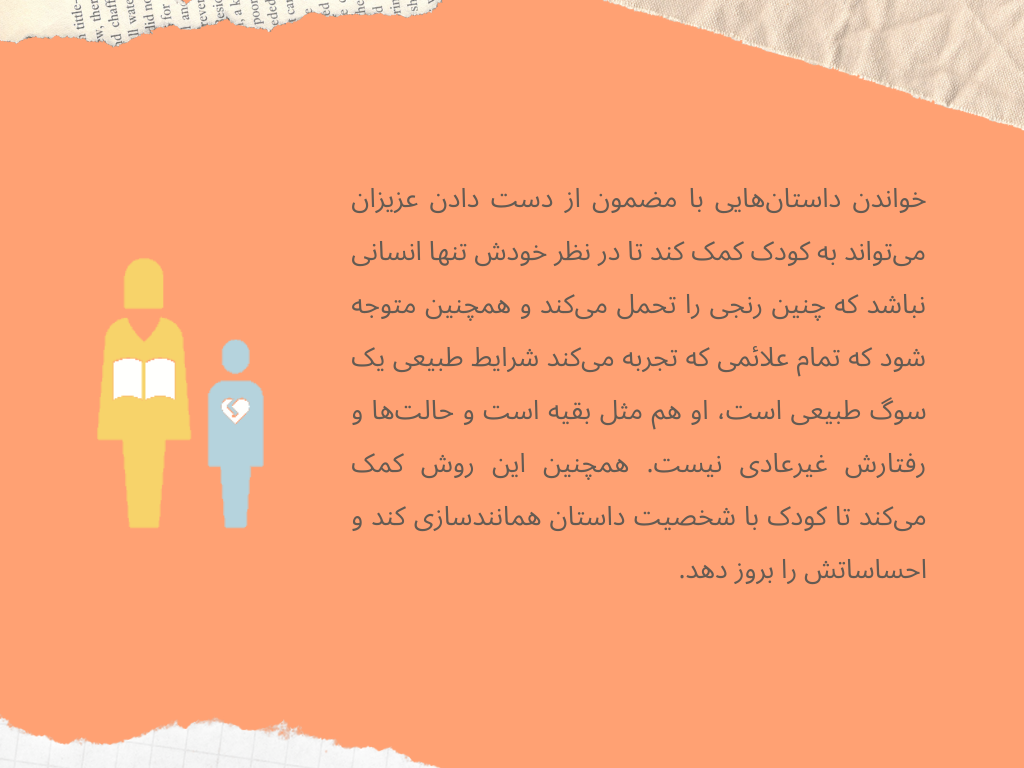 خواندن داستان‌هایی با مضمون از دست دادن عزیزان
می‌تواند به کودک کمک کند تا در نظر خودش تنها انسانی
نباشد که چنین رنجی را تحمل می‌کند و همچنین متوجه
شود که تمام علائمی که تجربه می‌کند شرایط طبیعی یک
سوگ طبیعی است، او هم مثل بقیه است و حالت‌ها و
رفتارش غیرعادی نیست. همچنین این روش کمک
می‌کند تا کودک با شخصیت داستان همانندسازی کند و
احساساتش را بروز دهد.